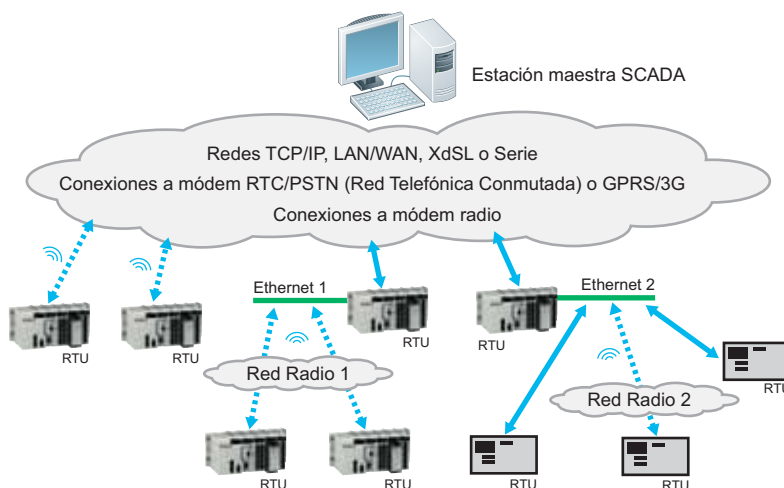 Estación maestra SCADA
Redes TCP/IP, LAN/WAN, XdSL o Serie
Conexiones a módem RTC/PSTN (Red Telefónica Conmutada) o GPRS/3G
Conexiones a módem radio
Ethernet 1
Ethernet 2
RTU
RTU
RTU
RTU
Red Radio 1
Red Radio 2
RTU
RTU
RTU
RTU
RTU